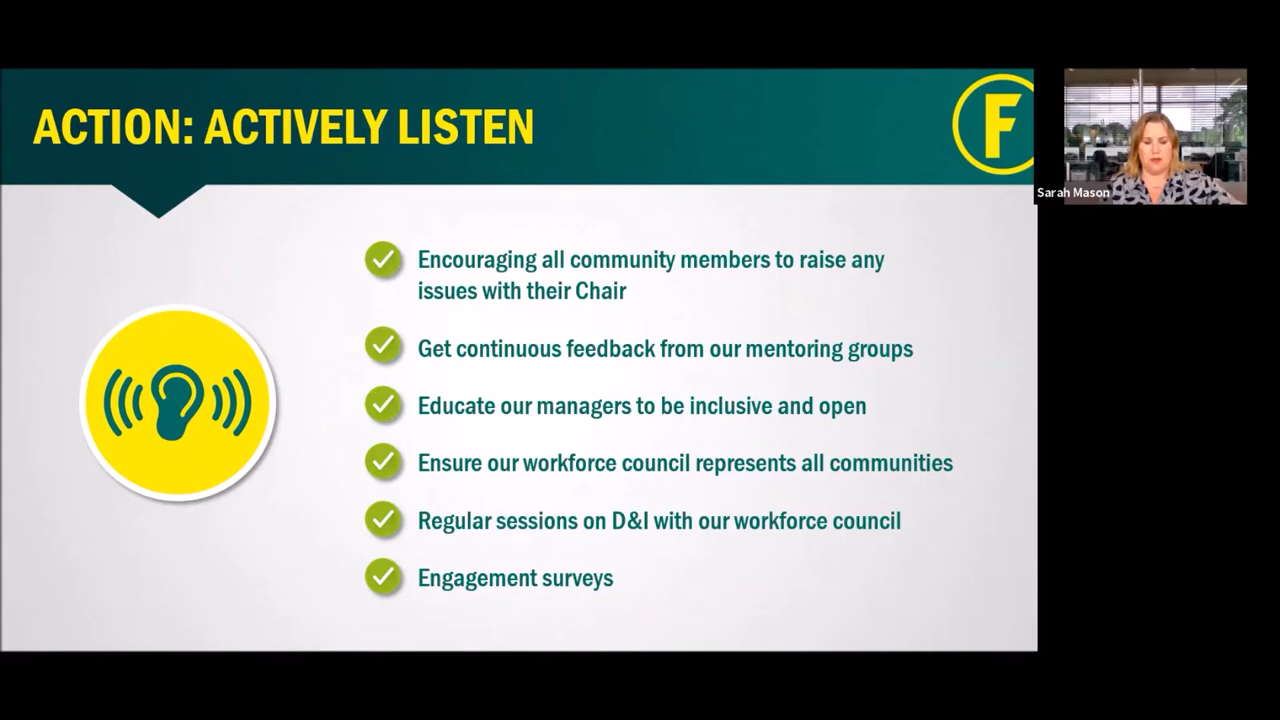 ACTION: ACTIVELY LISTEN
F
Sarah Mason
Encouraging all community members to raise any
issues with their Chair
Get continuous feedback from our mentoring groups
Educate our managers to be inclusive and open
Ensure our workforce council represents all communities
Regular sessions on D&I with our workforce council
Engagement surveys